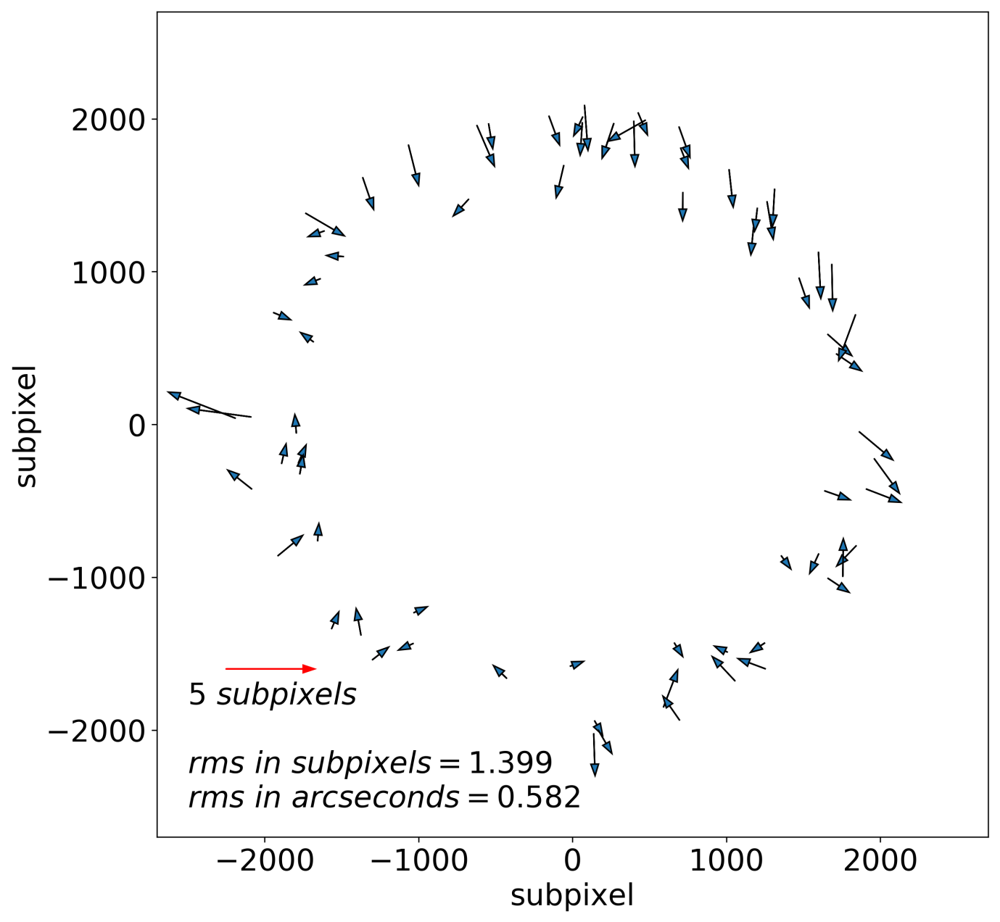 2000
1000
0
−1000
−2000
subpixel
5 subpixels
rms in subpixels = 1.399
rms in arcseconds = 0.582
−2000 −1000 0 1000 2000
subpixel